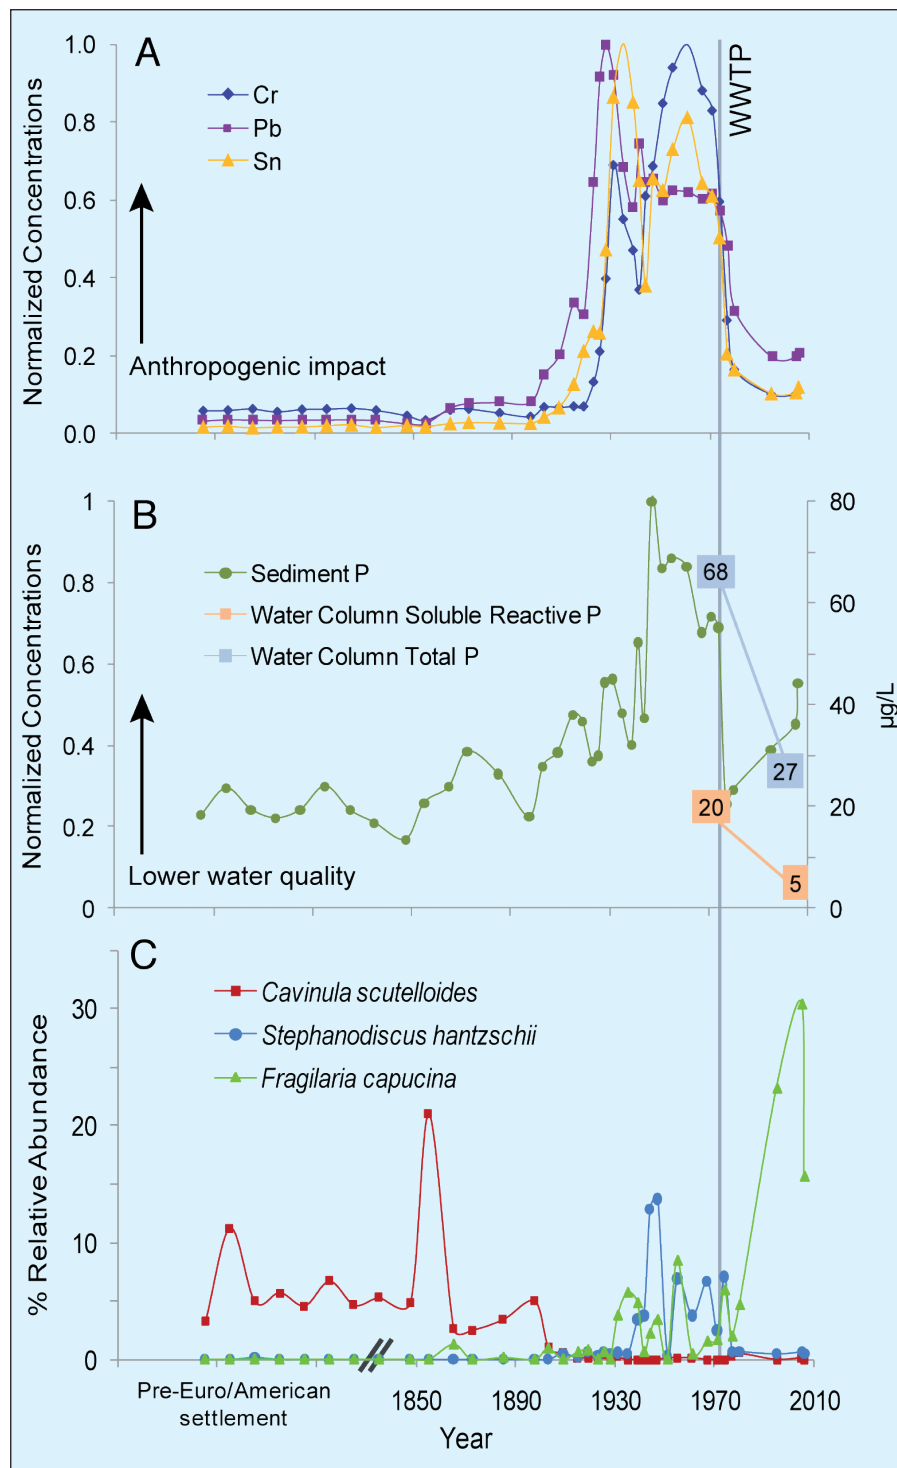 A
WWTP
Normalized Concentrations
1.0
0.8
0.6
0.4
0.2
0.0
Cr
Pb
Sn
Anthropogenic impact
B
Normalized Concentrations
1
0.8
0.6
0.4
0.2
0
80
60
40
20
0
µg/L
Sediment P
Water Column Soluble Reactive P
Water Column Total P
68
27
20
5
Lower water quality
C
% Relative Abundance
30
20
10
0
Cavinula scutelloides
Stephanodiscus hantzschii
Fragilaria capucina
Pre-Euro/American
settlement
1850
1890
1930
1970
2010
Year